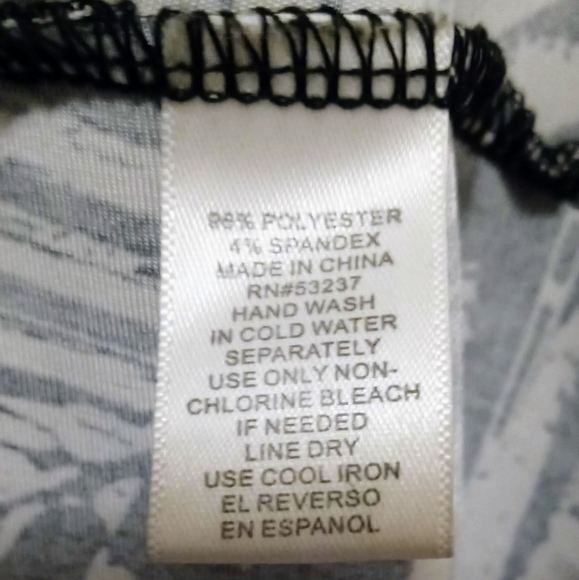 96% POLYESTER
4% SPANDEX
MADE IN CHINA
RN#53237
HAND WASH
IN COLD WATER
SEPARATELY
USE ONLY NON-
CHLORINE BLEACH
IF NEEDED
LINE DRY
USE COOL IRON
EL REVERSO
EN ESPANOL